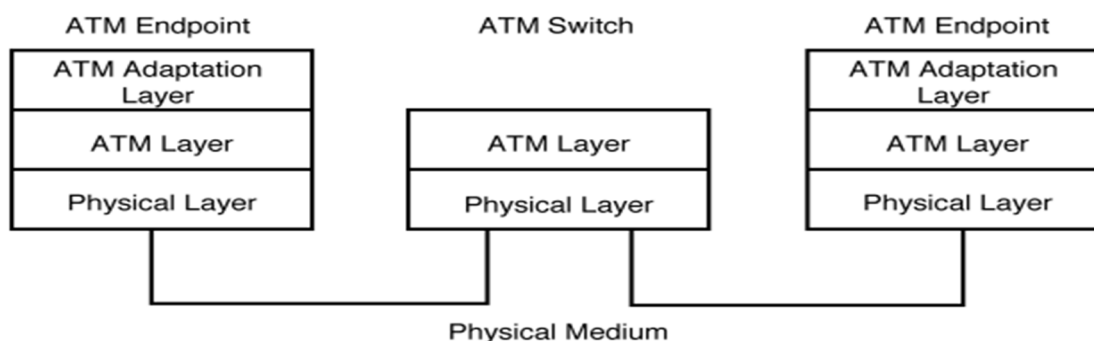 ATM Endpoint
ATM Switch
ATM Endpoint
ATM Adaptation
Layer
ATM Layer
Physical Layer
ATM Layer
Physical Layer
ATM Adaptation
Layer
ATM Layer
Physical Layer
Physical Medium